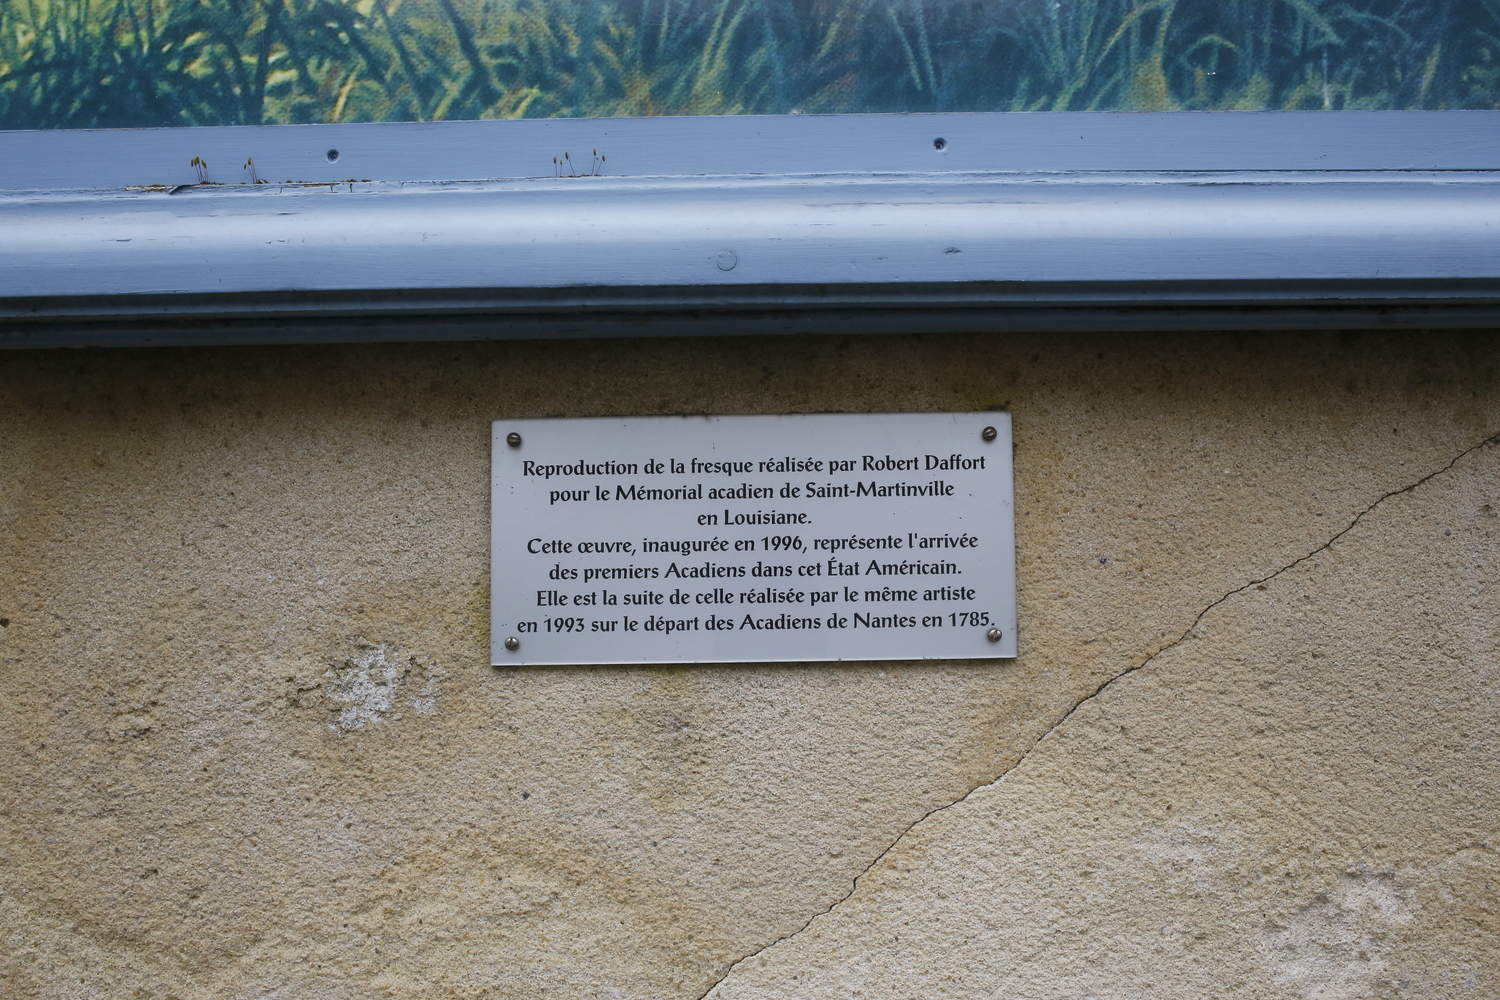 Reproduction de la fresque réalisée par Robert Daffort
pour le Mémorial acadien de Saint-Martinville
en Louisiane.
Cette œuvre, inaugurée en 1996, représente l'arrivée
des premiers Acadiens dans cet État Américain.
Elle est la suite de celle réalisée par le même artiste
en 1993 sur le départ des Acadiens de Nantes en 1785.